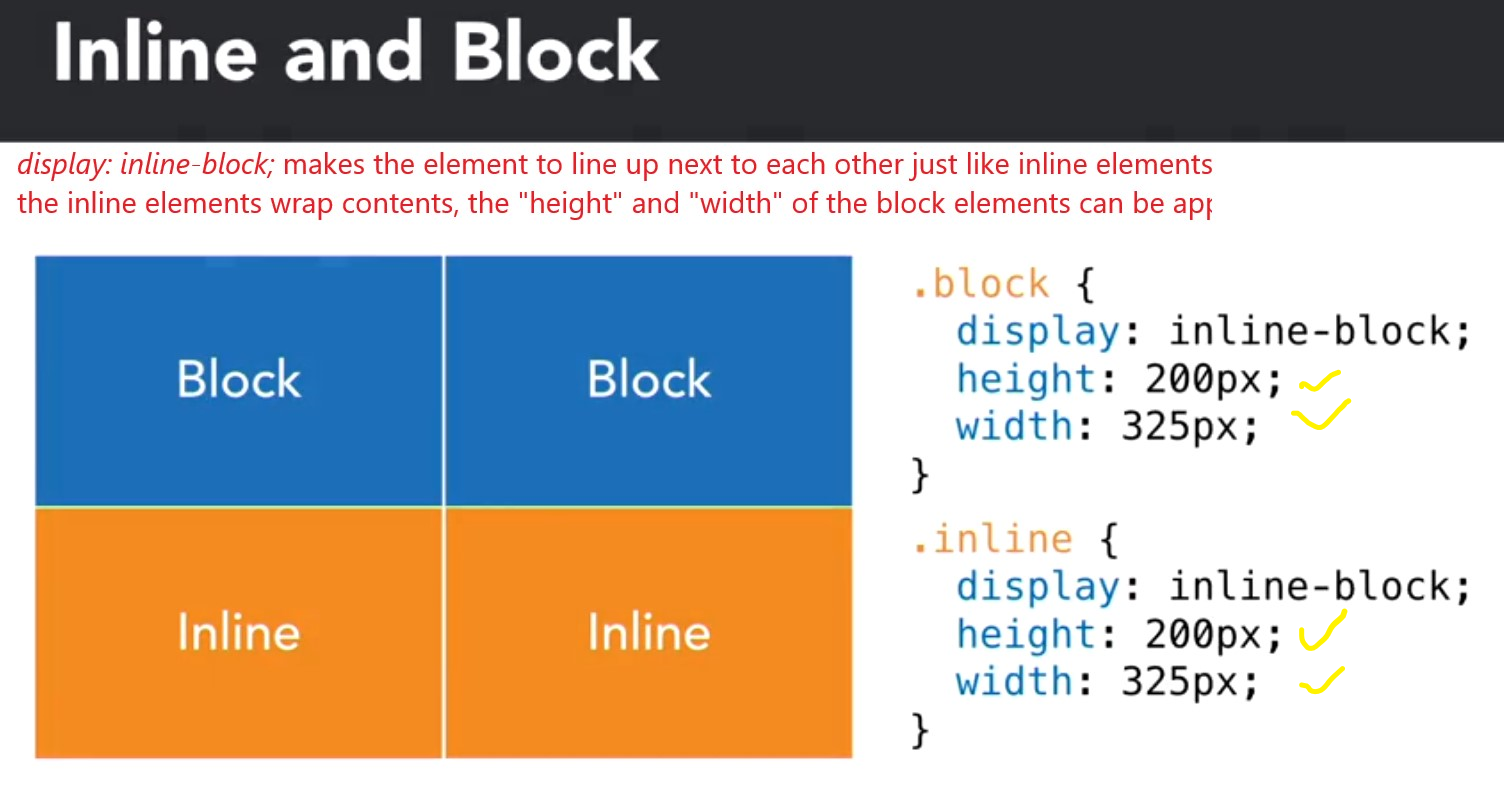 Inline and Block
display: inline-block; makes the element to line up next to each other just like inline elements
the inline elements wrap contents, the "height" and "width" of the block elements can be
Block Block
Inline Inline
.block {
display: inline-block;
height: 200px;
width: 325px;
}
.inline {
display: inline-block;
height: 200px;
width: 325px;
}